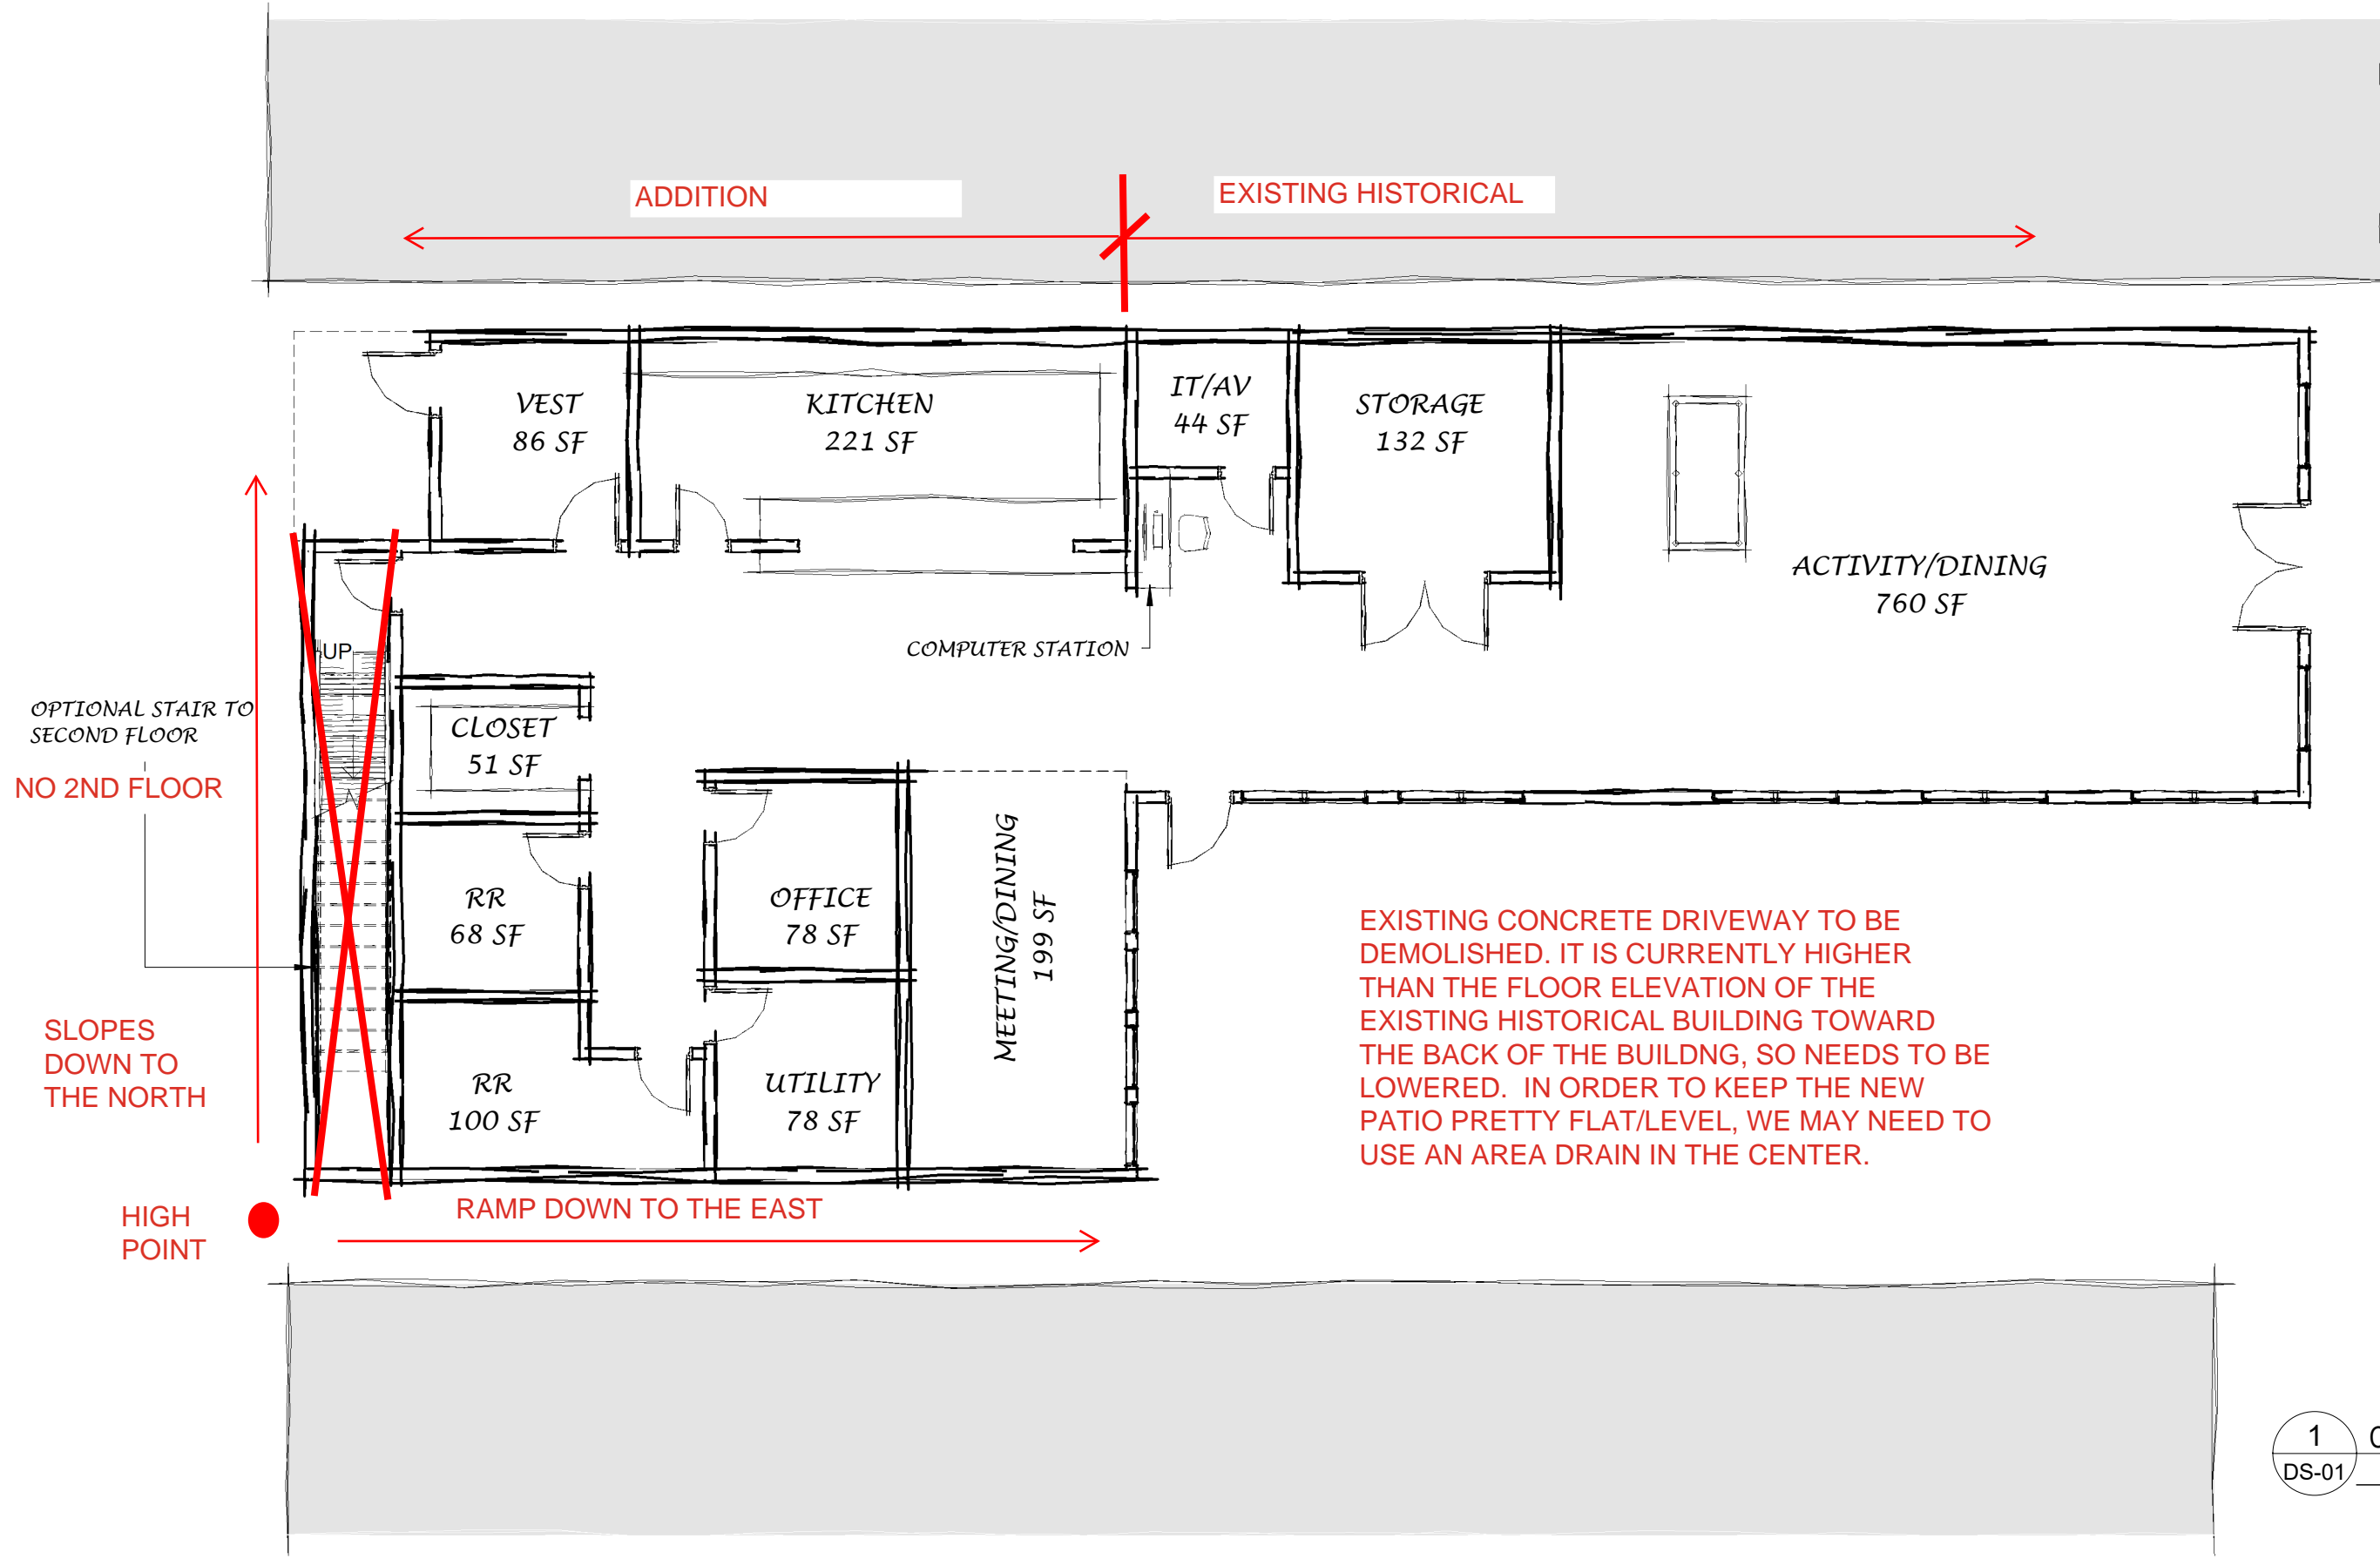 ADDITION
EXISTING HISTORICAL
VEST
86 SF
KITCHEN
221 SF
IT/AV
44 SF
STORAGE
132 SF
ACTIVITY/DINING
760 SF
COMPUTER STATION
UP
OPTIONAL STAIR TO
SECOND FLOOR
NO 2ND FLOOR
CLOSET
51 SF
RR
68 SF
OFFICE
78 SF
MEETING/DINING
199 SF
EXISTING CONCRETE DRIVEWAY TO BE
DEMOLISHED. IT IS CURRENTLY HIGHER
THAN THE FLOOR ELEVATION OF THE
EXISTING HISTORICAL BUILDING TOWARD
THE BACK OF THE BUILDNG, SO NEEDS TO BE
LOWERED. IN ORDER TO KEEP THE NEW
PATIO PRETTY FLAT/LEVEL, WE MAY NEED TO
USE AN AREA DRAIN IN THE CENTER.
SLOPES
DOWN TO
THE NORTH
RR
100 SF
UTILITY
78 SF
HIGH
POINT
RAMP DOWN TO THE EAST
1
DS-01